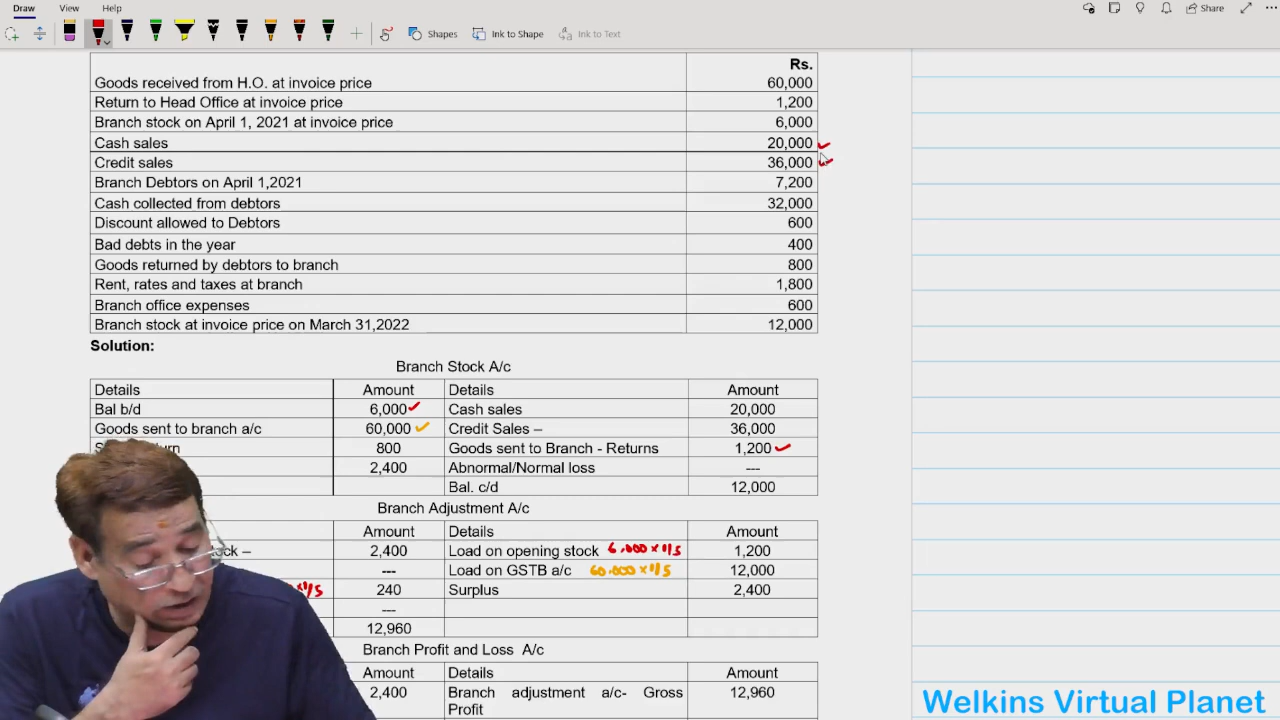 Draw View Help
Share
Shapes Ink to Shape Ink to Text
Rs.
Goods received from H.O. at invoice price 60,000
Return to Head Office at invoice price 1,200
Branch stock on April 1, 2021 at invoice price 6,000
Cash sales 20,000
Credit sales 36,000
Branch Debtors on April 1,2021 7,200
Cash collected from debtors 32,000
Discount allowed to Debtors 600
Bad debts in the year 400
Goods returned by debtors to branch 800
Rent, rates and taxes at branch 1,800
Branch office expenses 600
Branch stock at invoice price on March 31,2022 12,000
Solution:
Branch Stock A/c
Details Amount Details Amount
Bal b/d 6,000 Cash sales 20,000
Goods sent to branch a/c 60,000 Credit Sales – 36,000
800 Goods sent to Branch - Returns 1,200
2,400 Abnormal/Normal loss ---
Bal. c/d 12,000
Branch Adjustment A/c
Amount Details Amount
– 2,400 Load on opening stock 6,000 x 1/5 1,200
--- Load on GSTB a/c 60,000 x 1/5 12,000
1/5 240 Surplus 2,400
---
12,960
Branch Profit and Loss A/c
Amount Details Amount
2,400 Branch adjustment a/c- Gross 12,960
Profit
Welkins Virtual Planet